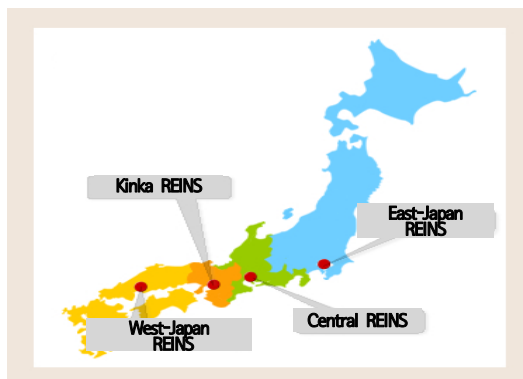 Kinka REINS
East-Japan
REINS
Central REINS
West-Japan
REINS